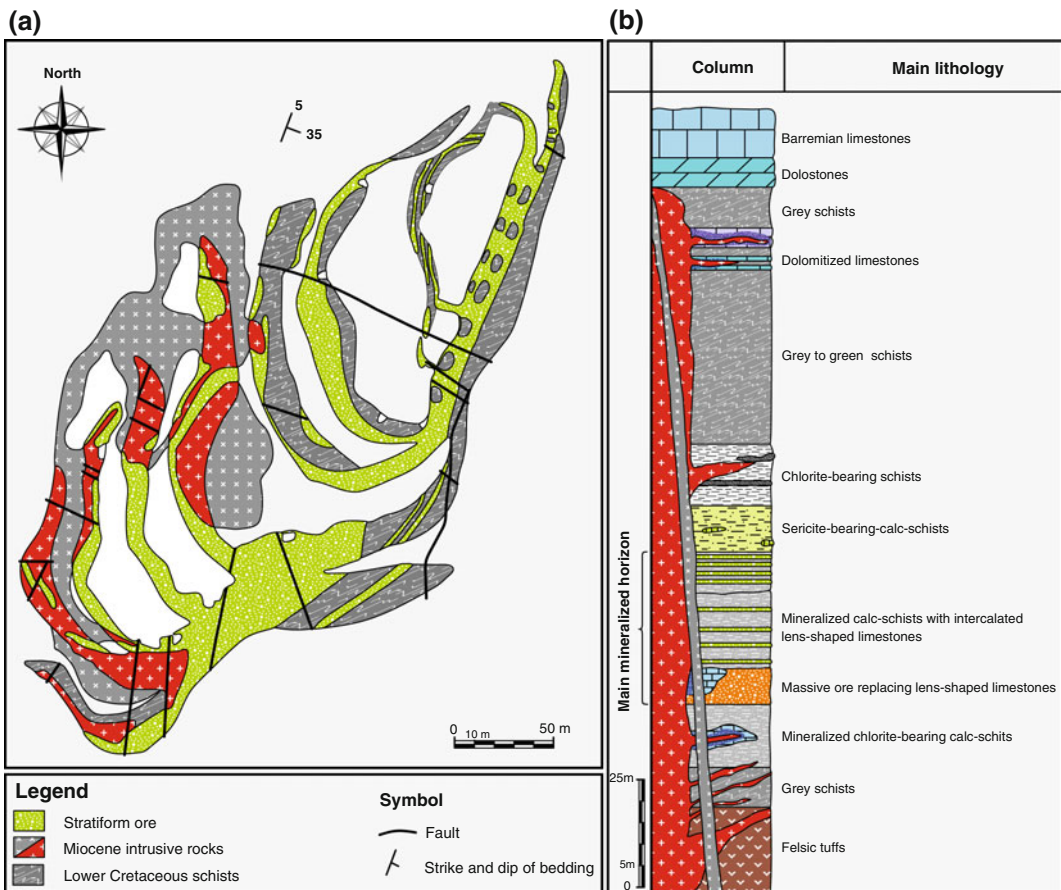 (a)
North
5
35
0 10 m 50 m
Legend
Stratiform ore
Miocene intrusive rocks
Lower Cretaceous schists
Symbol
Fault
Strike and dip of bedding
(b)
Column
Main lithology
Barremian limestones
Dolostones
Grey schists
Dolomitized limestones
Grey to green schists
Chlorite-bearing schists
Sericite-bearing-calc-schists
Main mineralized horizon
Mineralized calc-schists with intercalated
lens-shaped limestones
Massive ore replacing lens-shaped limestones
Mineralized chlorite-bearing calc-schits
Grey schists
Felsic tuffs
25m
5m
0